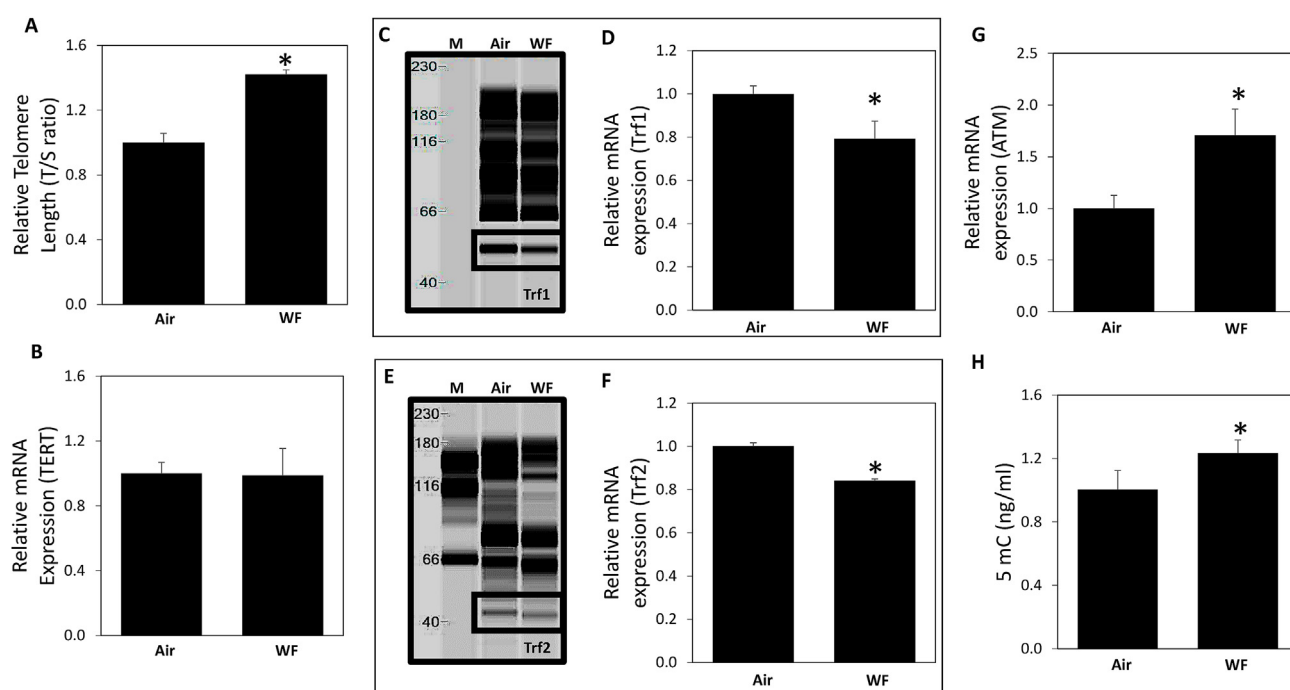 A
Relative Telomere
Length (T/S ratio)
1.6
1.2
0.8
0.4
0.0
*
Air WF
B
Relative mRNA
Expression (TERT)
1.6
1.2
0.8
0.4
0.0
Air WF
C
M Air WF
230
180
116
66
40
Trf1
D
Relative mRNA
expression (Trf1)
1.2
1.0
0.8
0.6
0.4
0.2
0.0
*
Air WF
E
M Air WF
230
180
116
66
40
Trf2
F
Relative mRNA
expression (Trf2)
1.2
1.0
0.8
0.6
0.4
0.2
0.0
*
Air WF
G
Relative mRNA
expression (ATM)
2.5
2.0
1.5
1.0
0.5
0.0
*
Air WF
H
5 mC (ng/ml)
1.6
1.2
0.8
0.4
0.0
*
Air WF